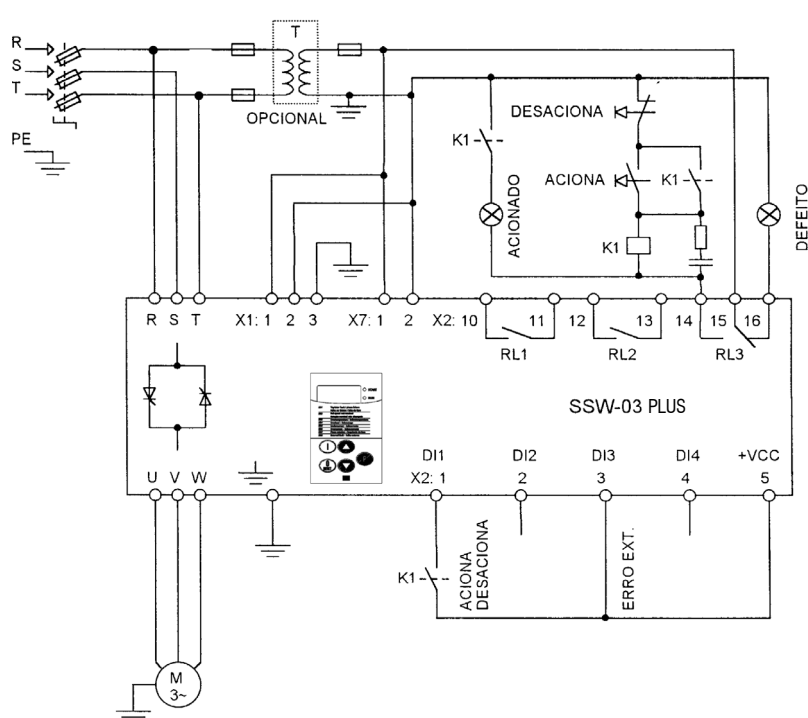 R
S
T
PE
T
OPCIONAL
K1
ACIONADO
DESACIONA
ACIONA
K1
K1
DEFEITO
R S T X1: 1 2 3 X7: 1 2 X2: 10 11 12 13 14 15 16
RL1 RL2 RL3
SSW-03 PLUS
DI1 DI2 DI3 DI4 +VCC
U V W X2: 1 2 3 4 5
K1
ACIONA
DESACIONA
ERRO EXT.
M
3~